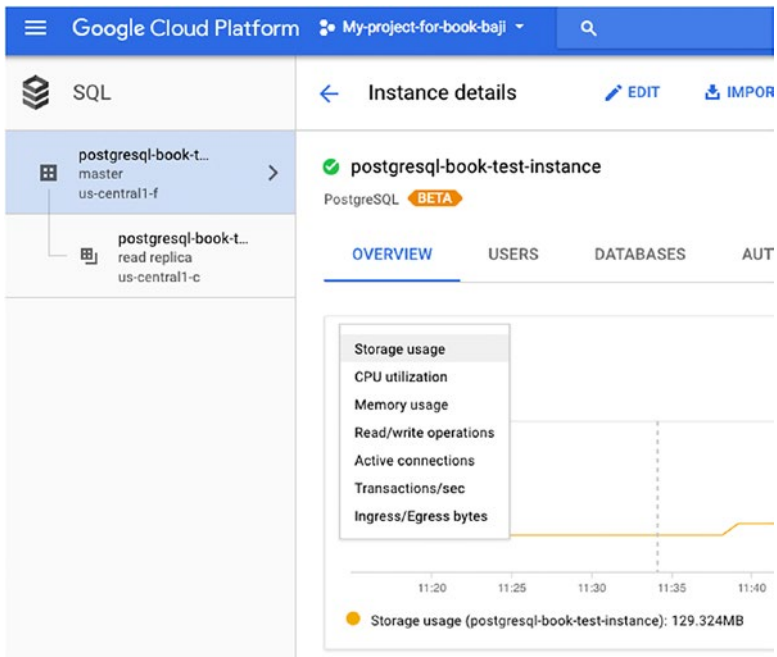 Google Cloud Platform My-project-for-book-baji
SQL
Instance details EDIT IMPOR
postgresql-book-t...
master
us-central1-f
postgresql-book-t...
read replica
us-central1-c
postgresql-book-test-instance
PostgreSQL BETA
OVERVIEW USERS DATABASES AUT
Storage usage
CPU utilization
Memory usage
Read/write operations
Active connections
Transactions/sec
Ingress/Egress bytes
11:20 11:25 11:30 11:35 11:40
Storage usage (postgresql-book-test-instance): 129.324MB